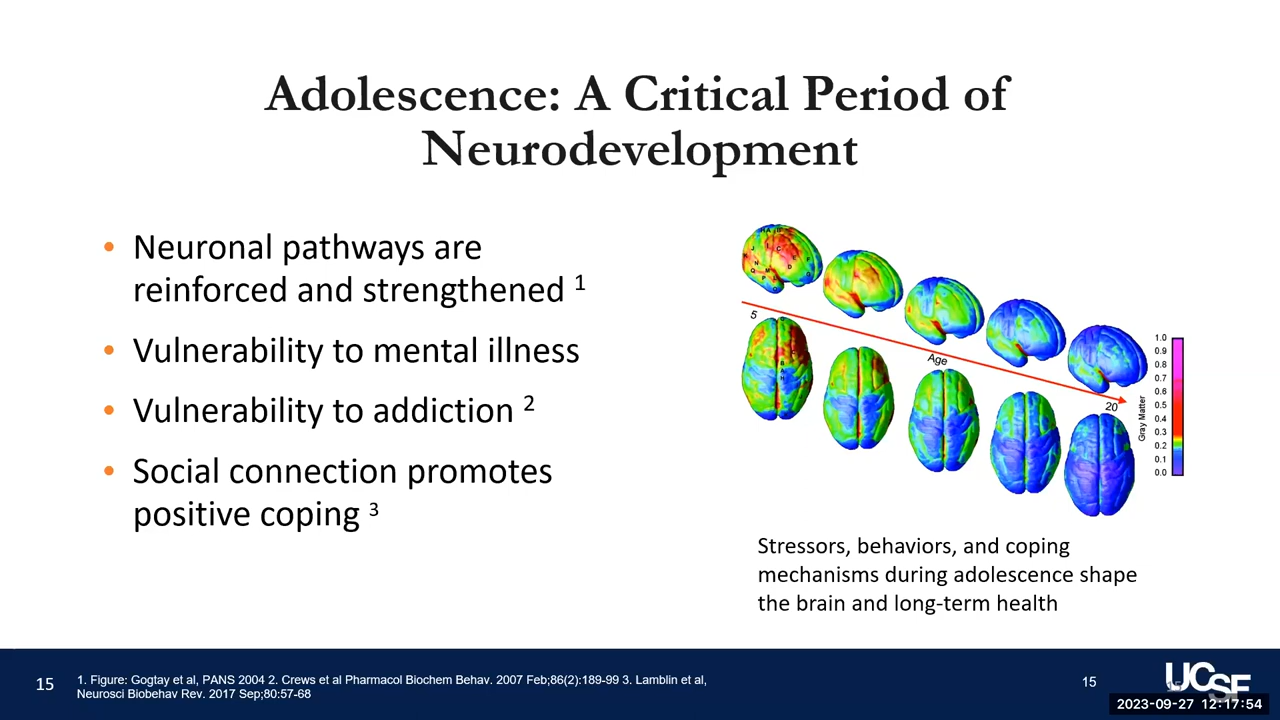 Adolescence: A Critical Period of
Neurodevelopment
• Neuronal pathways are
reinforced and strengthened 1
• Vulnerability to mental illness
• Vulnerability to addiction 2
• Social connection promotes
positive coping 3
5
Age
20
Gray Matter
1.0
0.9
0.8
0.7
0.6
0.5
0.4
0.3
0.2
0.1
0.0
Stressors, behaviors, and coping
mechanisms during adolescence shape
the brain and long-term health
15
1. Figure: Gogtay et al, PANS 2004 2. Crews et al Pharmacol Biochem Behav. 2007 Feb;86(2):189-99 3. Lamblin et al,
Neurosci Biobehav Rev. 2017 Sep;80:57-68
15
UCSF
15
2023-09-27 12:17:54